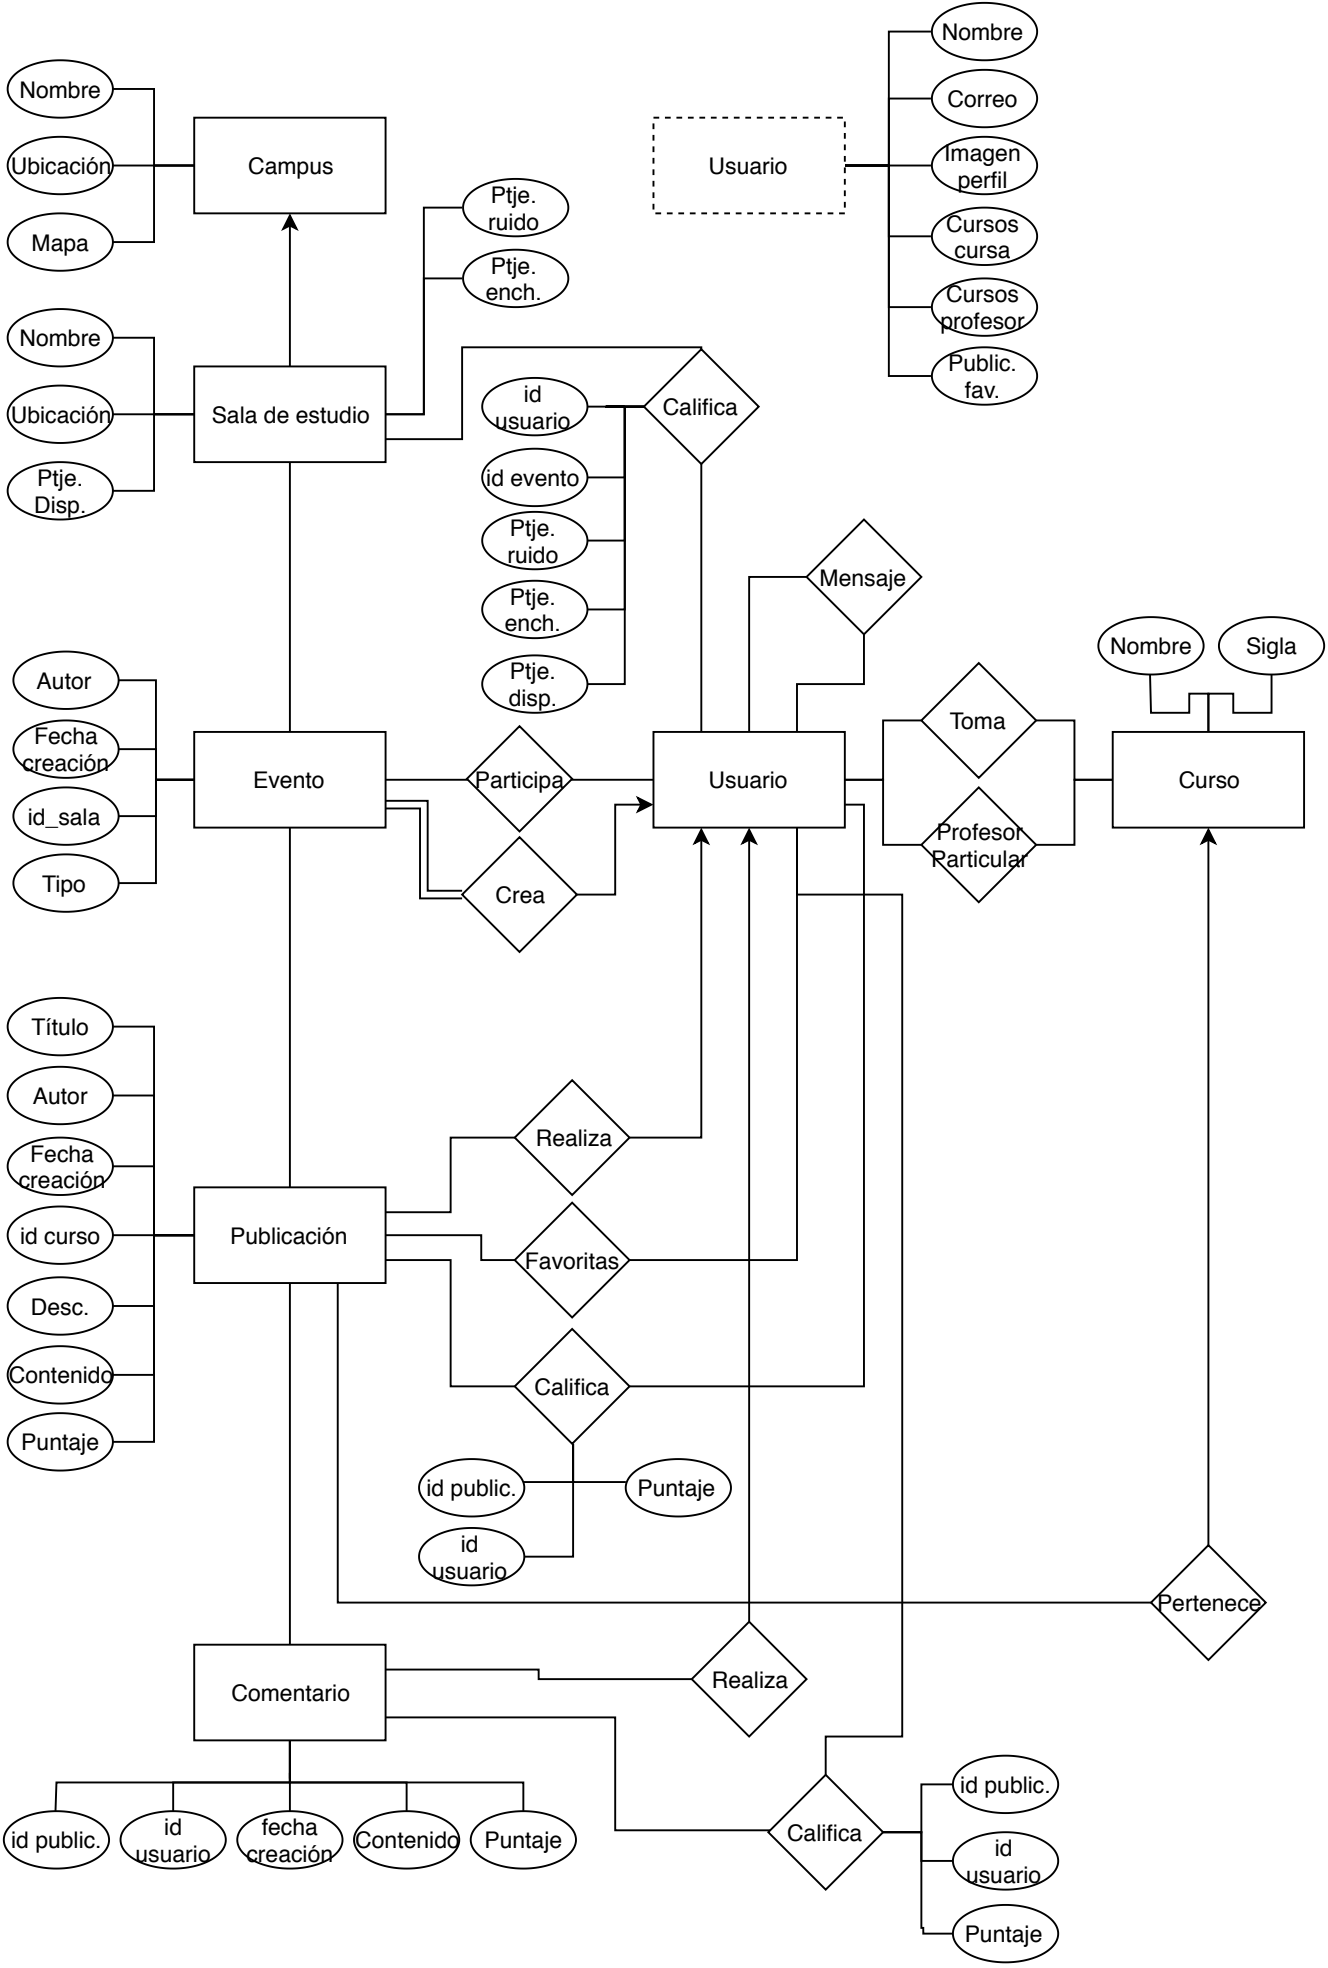 Nombre
Correo
Imagen
perfil
Cursos
cursa
Cursos
profesor
Public.
fav.
Usuario
Nombre
Ubicación
Mapa
Campus
Ptje.
ruido
Ptje.
ench.
Nombre
Ubicación
Ptje.
Disp.
Sala de estudio
Califica
id
usuario
id evento
Ptje.
ruido
Ptje.
ench.
Ptje.
disp.
Mensaje
Nombre
Sigla
Autor
Fecha
creación
id_sala
Tipo
Evento
Participa
Crea
Usuario
Toma
Profesor
Particular
Curso
Título
Autor
Fecha
creación
id curso
Desc.
Contenido
Puntaje
Publicación
Realiza
Favoritas
Califica
id public.
Puntaje
id
usuario
Pertenece
Comentario
Realiza
id public.
id
usuario
fecha
creación
Contenido
Puntaje
Califica
id public.
id
usuario
Puntaje